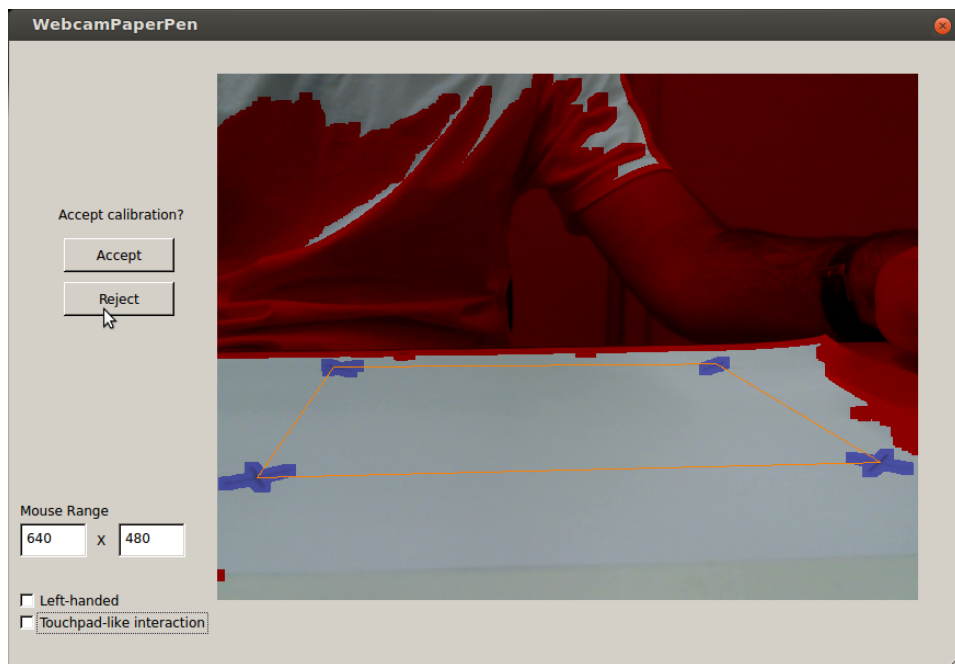 WebcamPaperPen
Accept calibration?
Accept
Reject
Mouse Range
640 X 480
Left-handed
Touchpad-like interaction